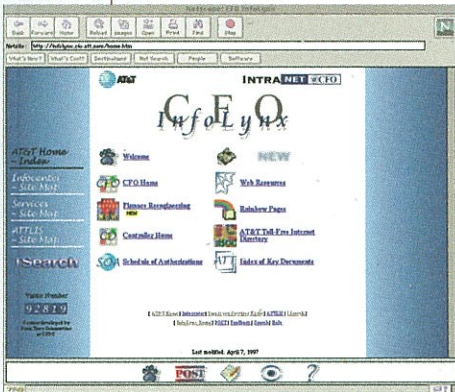 Netscape: CFO InfoLynx
Back Forward Home Reload Images Open Print Find Stop
Netsite: http://infolynx.cfo.att.com/home.htm
What's New? What's Cool? Destinations Net Search People Software
AT&T INTRANET @CFO
CFO
InfoLynx
AT&T Home
~ Index
Infocenter
~ Site Map
Services
~ Site Map
ATTLIS
~ Site Map
!Search
Visitor Number
92819
Welcome
NEW
CFO Home
Web Resources
Finance Reengineering
NEW
Rainbow Pages
Controller Home
AT&T Toll-Free Internet
Directory
Schedule of Authorizations
Index of Key Documents
Last modified: April 7, 1997
POST